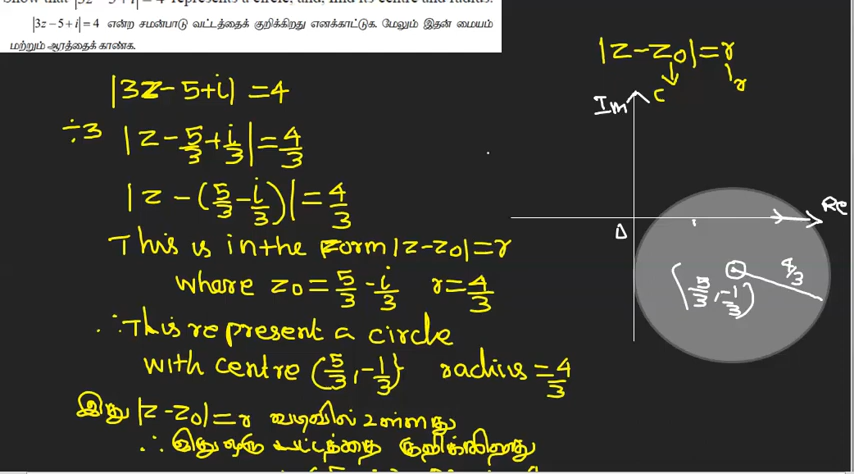 Show that |3z − 5 + i| = 4 represents a circle, and, find its centre and radius.
|3z − 5 + i| = 4 என்ற சமன்பாடு வட்டத்தைக் குறிக்கிறது எனக்காட்டுக. மேலும் இதன் மையம்
மற்றும் ஆரத்தைக் காண்க.
|3z − 5 + i| = 4
÷3 |z − 5/3 + i/3| = 4/3
|z − (5/3 − i/3)| = 4/3
This is in the form |z − z0| = r
where z0 = 5/3 − i/3 r = 4/3
∴ This represent a circle
with centre (5/3, −1/3) radius = 4/3
இது |z − z0| = r வடிவில் உள்ளது
∴ இது ஒரு வட்டத்தை குறிக்கிறது
|z − z0| = r
C r
Im
Re
4/3
(5/3, −1/3)